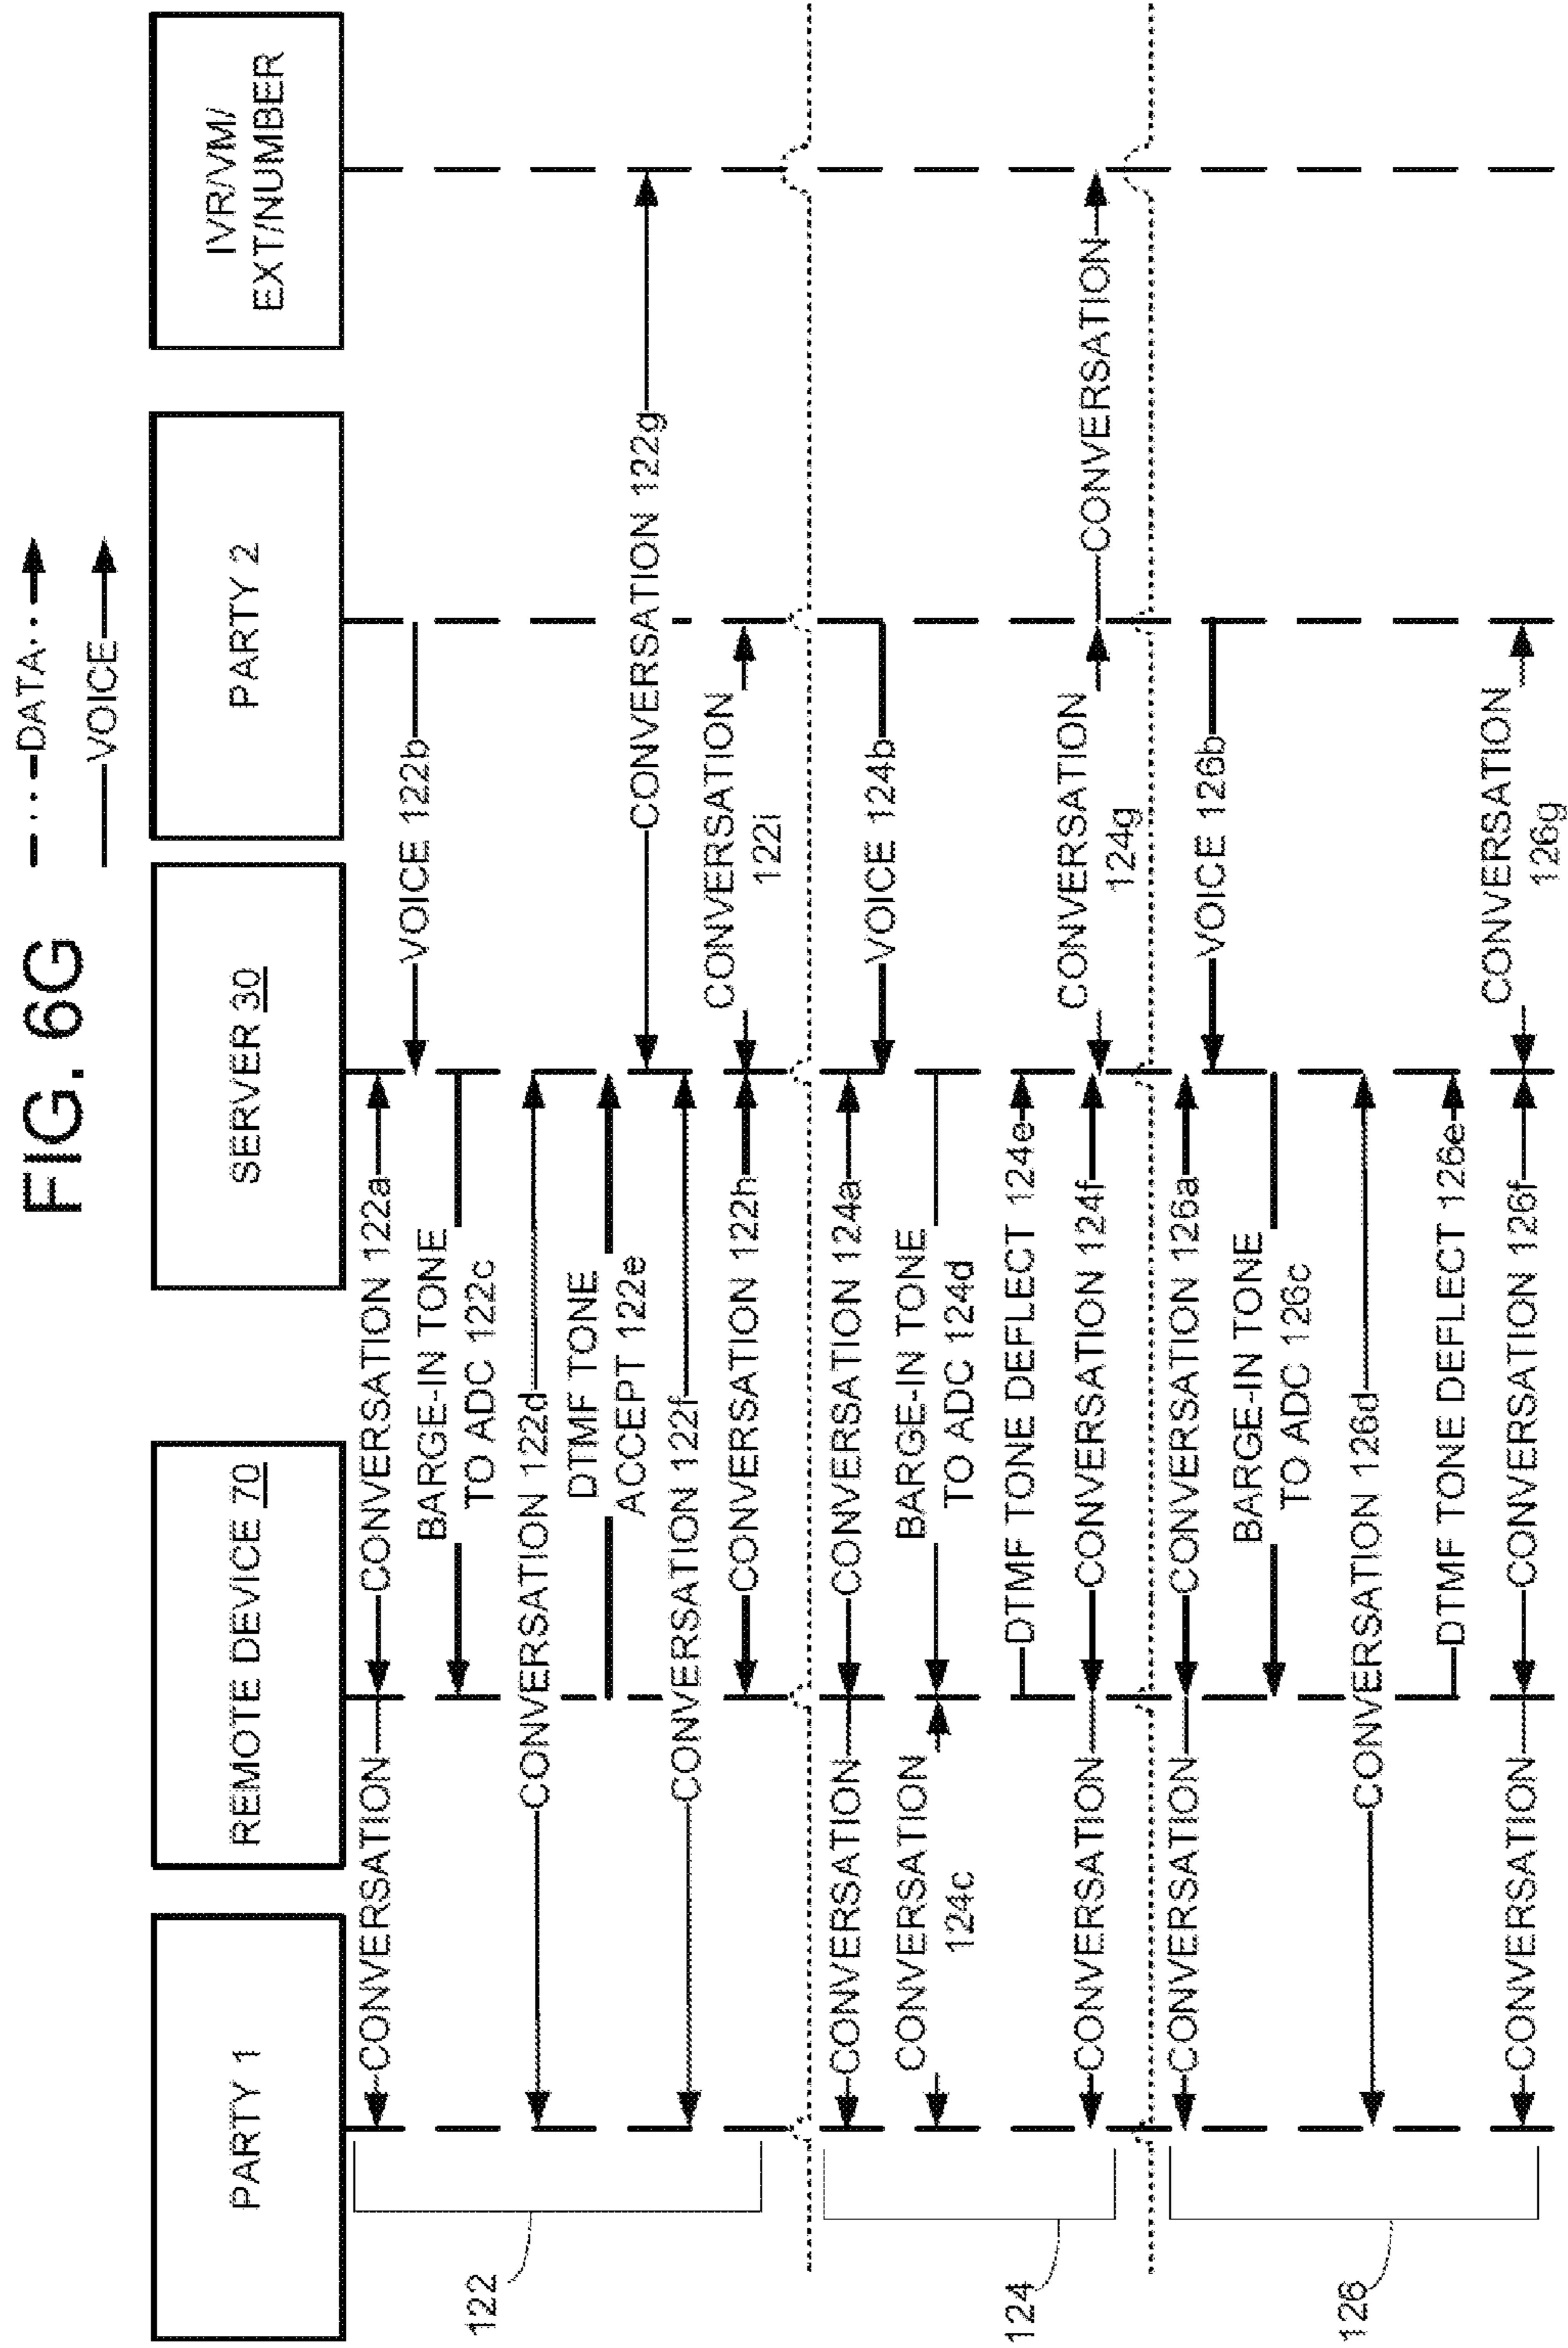 FIG. 6G
DATA
VOICE
PARTY 1
REMOTE DEVICE 70
SERVER 30
PARTY 2
IVR/VM/
EXT/NUMBER
122
CONVERSATION
CONVERSATION 122a
VOICE 122b
BARGE-IN TONE
TO ADC 122c
CONVERSATION 122d
DTMF TONE
ACCEPT 122e
CONVERSATION 122g
CONVERSATION 122f
CONVERSATION 122h
CONVERSATION
122i
124
CONVERSATION
CONVERSATION 124a
VOICE 124b
CONVERSATION
124c
BARGE-IN TONE
TO ADC 124d
DTMF TONE DEFLECT 124e
CONVERSATION
CONVERSATION 124f
CONVERSATION
124g
CONVERSATION
126
CONVERSATION
CONVERSATION 126a
VOICE 126b
BARGE-IN TONE
TO ADC 126c
CONVERSATION 126d
DTMF TONE DEFLECT 126e
CONVERSATION
CONVERSATION 126f
CONVERSATION
126g